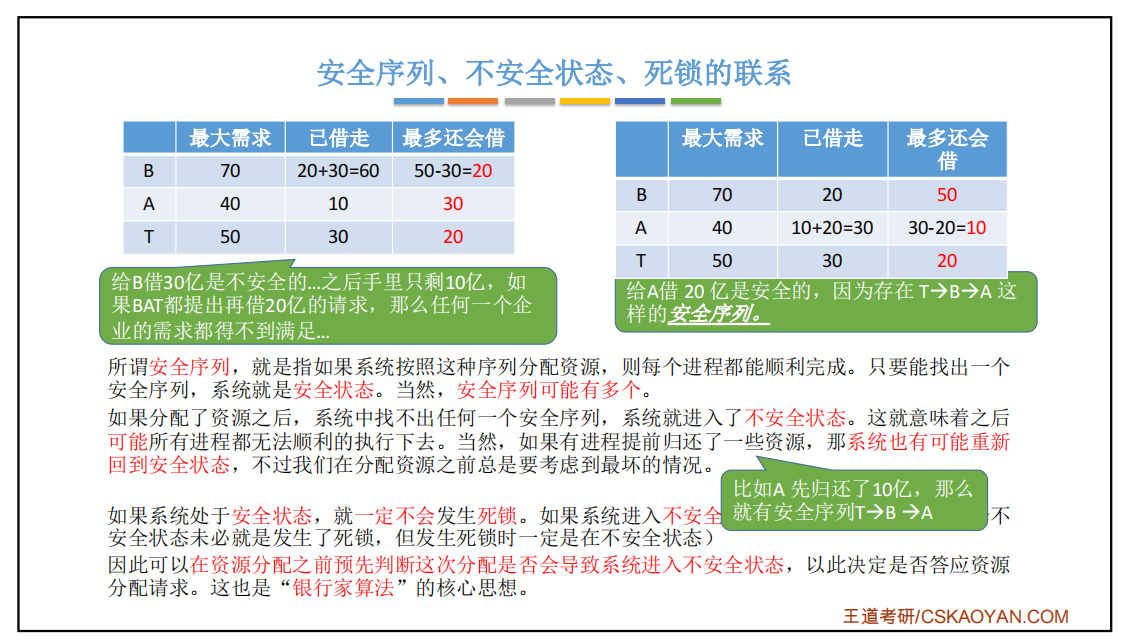 安全序列、不安全状态、死锁的联系
最大需求 已借走 最多还会借
B 70 20+30=60 50-30=20
A 40 10 30
T 50 30 20
最大需求 已借走 最多还会
借
B 70 20 50
A 40 10+20=30 30-20=10
T 50 30 20
给B借30亿是不安全的…之后手里只剩10亿，如
果BAT都提出再借20亿的请求，那么任何一个企
业的需求都得不到满足…
给A借 20 亿是安全的，因为存在 T→B→A 这
样的安全序列。
所谓安全序列，就是指如果系统按照这种序列分配资源，则每个进程都能顺利完成。只要能找出一个
安全序列，系统就是安全状态。当然，安全序列可能有多个。
如果分配了资源之后，系统中找不出任何一个安全序列，系统就进入了不安全状态。这就意味着之后
可能所有进程都无法顺利的执行下去。当然，如果有进程提前归还了一些资源，那系统也有可能重新
回到安全状态，不过我们在分配资源之前总是要考虑到最坏的情况。
比如A 先归还了10亿，那么
就有安全序列T→B →A
如果系统处于安全状态，就一定不会发生死锁。如果系统进入不安全
不
安全状态未必就是发生了死锁，但发生死锁时一定是在不安全状态）
因此可以在资源分配之前预先判断这次分配是否会导致系统进入不安全状态，以此决定是否答应资源
分配请求。这也是“银行家算法”的核心思想。
王道考研/CSKAOYAN.COM